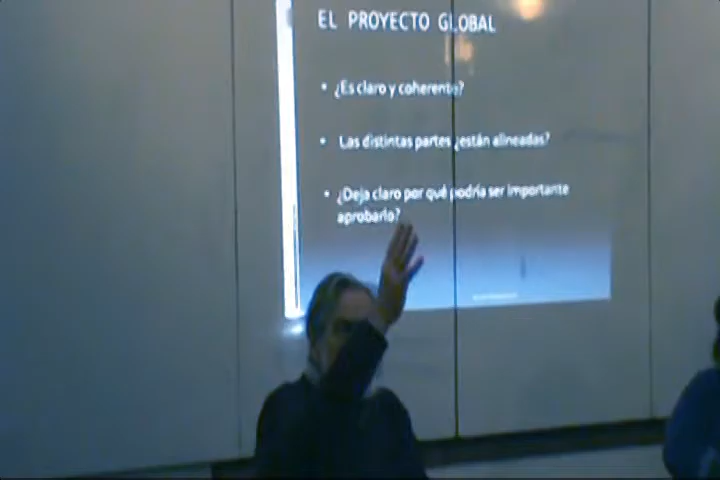 EL PROYECTO GLOBAL
• ¿Es claro y coherente?
• Las distintas partes ¿están alineadas?
• ¿Deja claro por qué podría ser importante
aprobarlo?